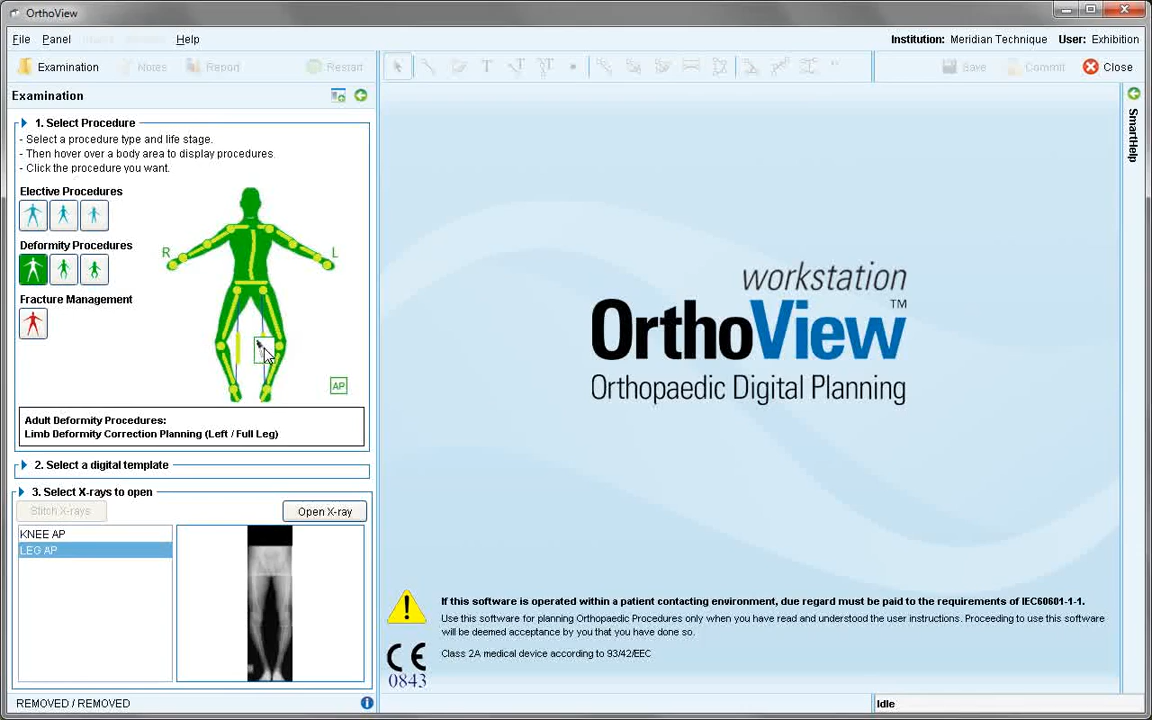 OrthoView
File Panel Help
Institution: Meridian Technique User: Exhibition
Examination Notes Report Restart
T
Save Commit Close
Examination
1. Select Procedure
- Select a procedure type and life stage.
- Then hover over a body area to display procedures
- Click the procedure you want.
Elective Procedures
Deformity Procedures
R L
Fracture Management
AP
Adult Deformity Procedures:
Limb Deformity Correction Planning (Left / Full Leg)
2. Select a digital template
3. Select X-rays to open
Stitch X-rays Open X-ray
KNEE AP
LEG AP
REMOVED / REMOVED
SmartHelp
workstation
OrthoView™
Orthopaedic Digital Planning
If this software is operated within a patient contacting environment, due regard must be paid to the requirements of IEC60601-1-1.
Use this software for planning Orthopaedic Procedures only when you have read and understood the user instructions. Proceeding to use this software
will be deemed acceptance by you that you have done so.
Class 2A medical device according to 93/42/EEC
CE
0843
Idle